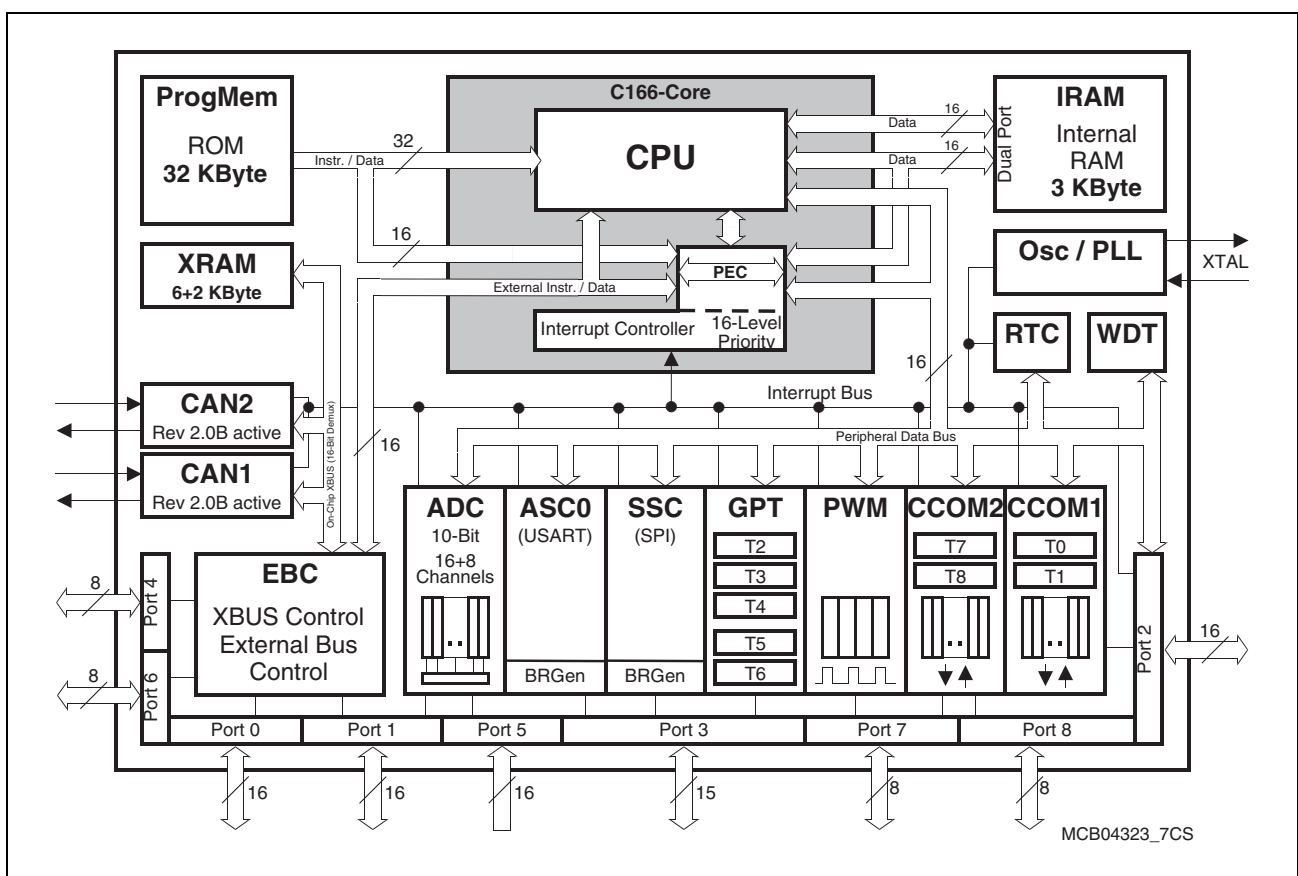 C166-Core
ProgMem
ROM
32 KByte
32
Instr. / Data
CPU
16
Data
16
Data
Dual Port
IRAM
Internal
RAM
3 KByte
XRAM
6+2 KByte
16
PEC
External Instr. / Data
Interrupt Controller
16-Level
Priority
Osc / PLL
XTAL
RTC
WDT
16
Interrupt Bus
Peripheral Data Bus
CAN2
Rev 2.0B active
CAN1
Rev 2.0B active
On-Chip XBUS (16-Bit Demux)
16
EBC
XBUS Control
External Bus
Control
ADC
10-Bit
16+8
Channels
ASC0
(USART)
BRGen
SSC
(SPI)
BRGen
GPT
T2
T3
T4
T5
T6
PWM
CCOM2
T7
T8
CCOM1
T0
T1
8
Port 4
8
Port 6
Port 2
16
Port 0
Port 1
Port 5
Port 3
Port 7
Port 8
16
16
16
15
8
8
MCB04323_7CS